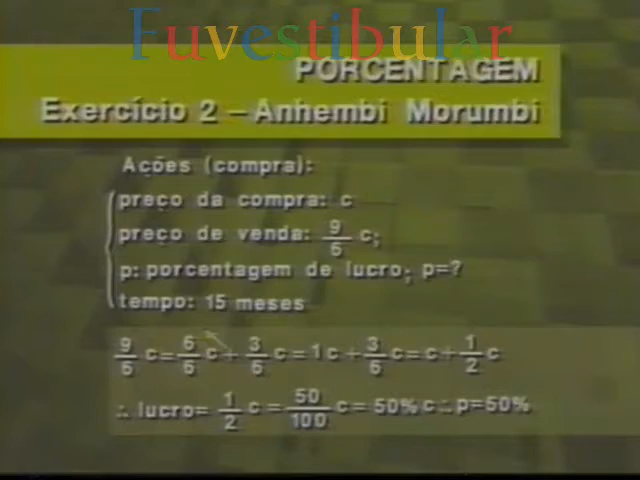 Fuvestibular
PORCENTAGEM
Exercício 2 - Anhembi Morumbi
Ações (compra):
preço da compra: c
preço de venda: 9/6 c;
p: porcentagem de lucro; p=?
tempo: 15 meses
9/6 c = 6/6 c + 3/6 c = 1c + 3/6 c = c + 1/2 c
∴ lucro = 1/2 c = 50/100 c = 50% c ∴ p=50%